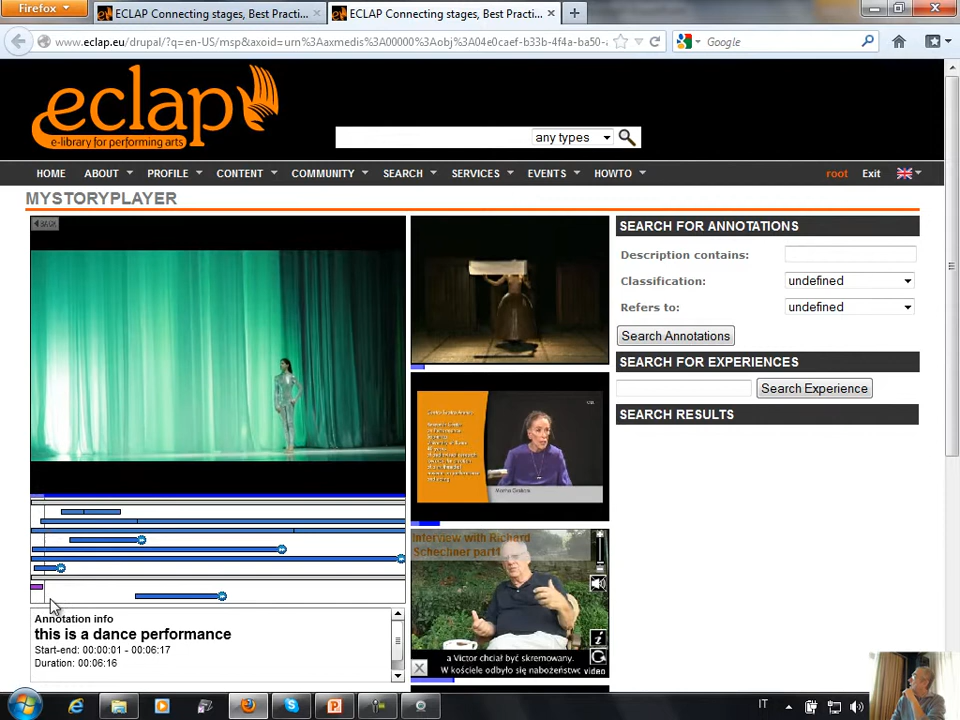 Firefox
ECLAP Connecting stages, Best Practi...
ECLAP Connecting stages, Best Practi...
www.eclap.eu/drupal/?q=en-US/msp&axoid=urn%3Aaxmedis%3A00000%3Aobj%3A04e0caef-b33b-4f4a-ba50-
Google
eclap
e-library for performing arts
any types
HOME ABOUT PROFILE CONTENT COMMUNITY SEARCH SERVICES EVENTS HOWTO root Exit
MYSTORYPLAYER
BACK
SEARCH FOR ANNOTATIONS
Description contains:
Classification: undefined
Refers to: undefined
Search Annotations
SEARCH FOR EXPERIENCES
Search Experience
SEARCH RESULTS
Interview with Richard
Schechner part1
a Victor chciał być skremowany.
W kościele odbyło się nabożeństwo
video
Annotation info
this is a dance performance
Start-end: 00:00:01 - 00:06:17
Duration: 00:06:16
IT